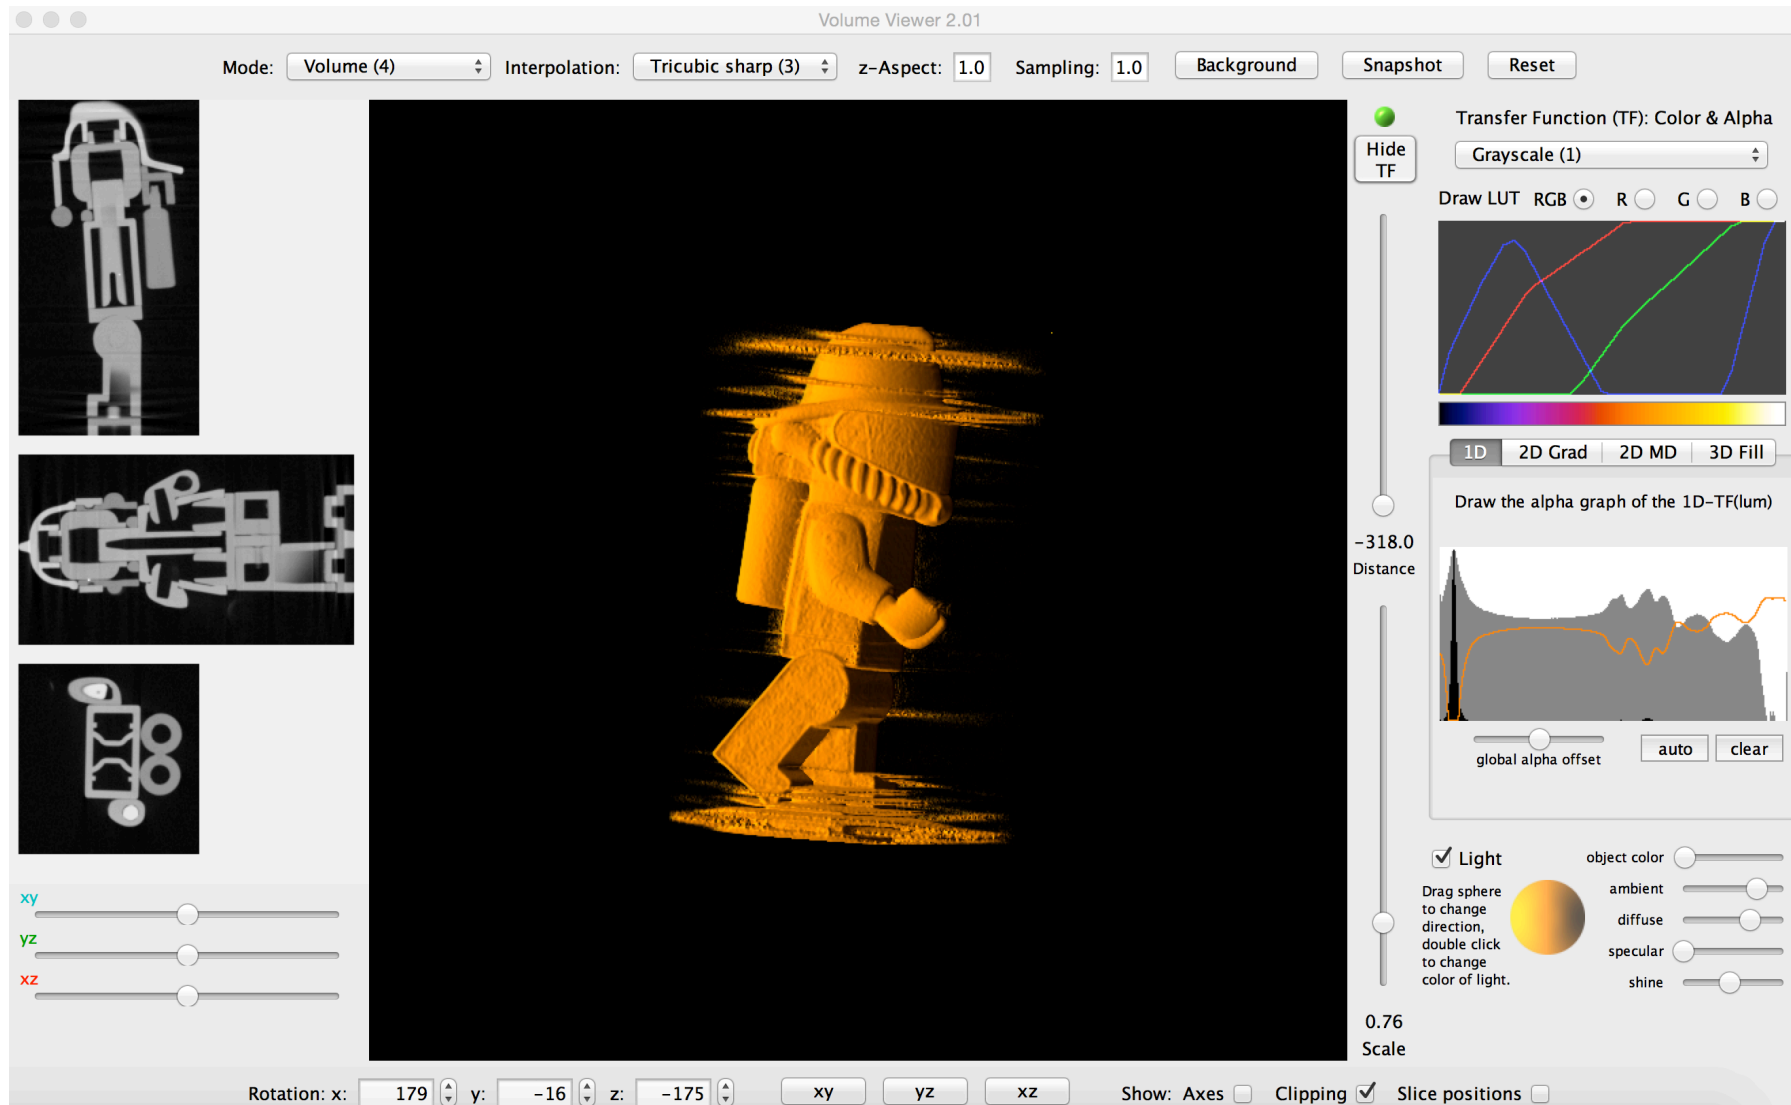 Volume Viewer 2.01
Mode: Volume (4) Interpolation: Tricubic sharp (3) z-Aspect: 1.0 Sampling: 1.0 Background Snapshot Reset
Hide
TF
-318.0
Distance
0.76
Scale
Transfer Function (TF): Color & Alpha
Grayscale (1)
Draw LUT RGB R G B
1D 2D Grad 2D MD 3D Fill
Draw the alpha graph of the 1D-TF(lum)
global alpha offset
auto clear
Light
Drag sphere
to change
direction,
double click
to change
color of light.
object color
ambient
diffuse
specular
shine
xy
yz
xz
Rotation: x: 179 y: -16 z: -175 xy yz xz Show: Axes Clipping Slice positions